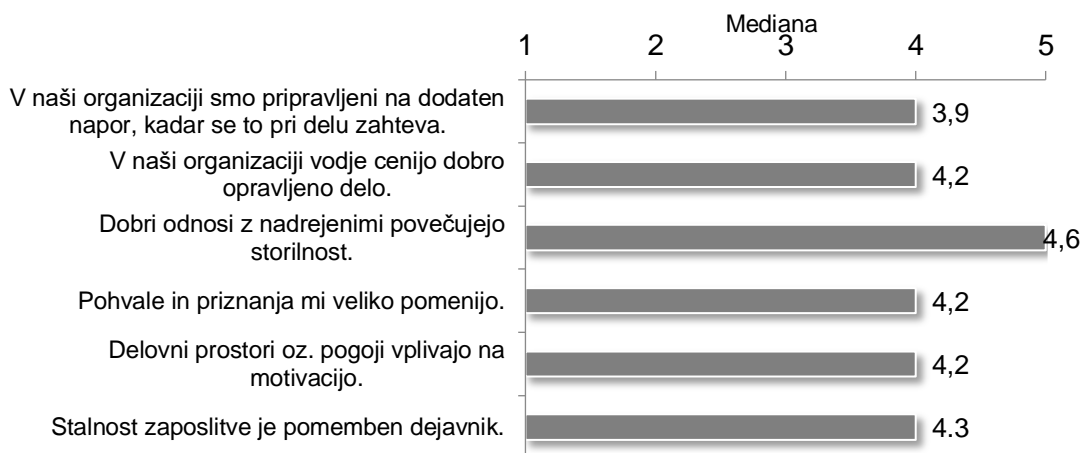 Mediana
1 2 3 4 5
V naši organizaciji smo pripravljeni na dodaten
napor, kadar se to pri delu zahteva.
3,9
V naši organizaciji vodje cenijo dobro
opravljeno delo.
4,2
Dobri odnosi z nadrejenimi povečujejo
storilnost.
4,6
Pohvale in priznanja mi veliko pomenijo.
4,2
Delovni prostori oz. pogoji vplivajo na
motivacijo.
4,2
Stalnost zaposlitve je pomemben dejavnik.
4.3